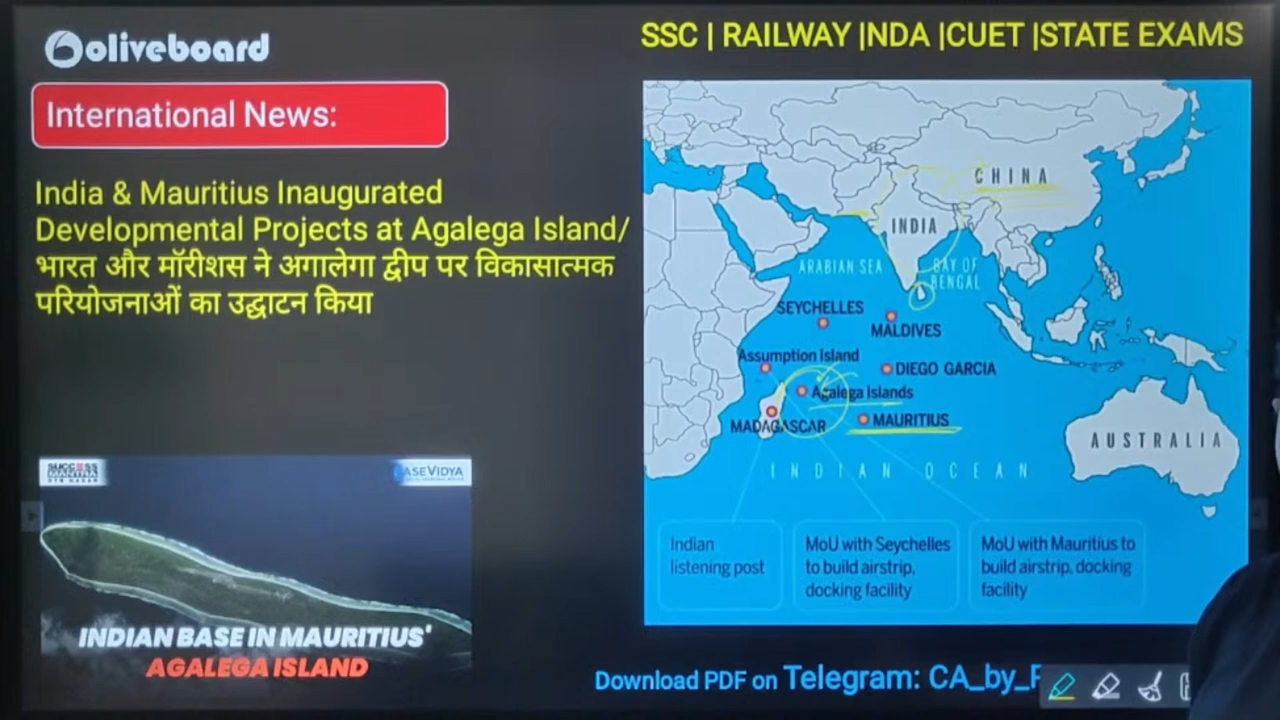 oliveboard
SSC | RAILWAY |NDA |CUET |STATE EXAMS
International News:
India & Mauritius Inaugurated
Developmental Projects at Agalega Island/
भारत और मॉरीशस ने अगालेगा द्वीप पर विकासात्मक
परियोजनाओं का उद्घाटन किया
CHINA
INDIA
ARABIAN SEA
BAY OF
BENGAL
SEYCHELLES
MALDIVES
Assumption Island
DIEGO GARCIA
Agalega Islands
MADAGASCAR
MAURITIUS
AUSTRALIA
INDIAN OCEAN
Indian
listening post
MoU with Seychelles
to build airstrip,
docking facility
MoU with Mauritius to
build airstrip, docking
facility
SUCCESS
ASEVIDYA
INDIAN BASE IN MAURITIUS'
AGALEGA ISLAND
Download PDF on Telegram: